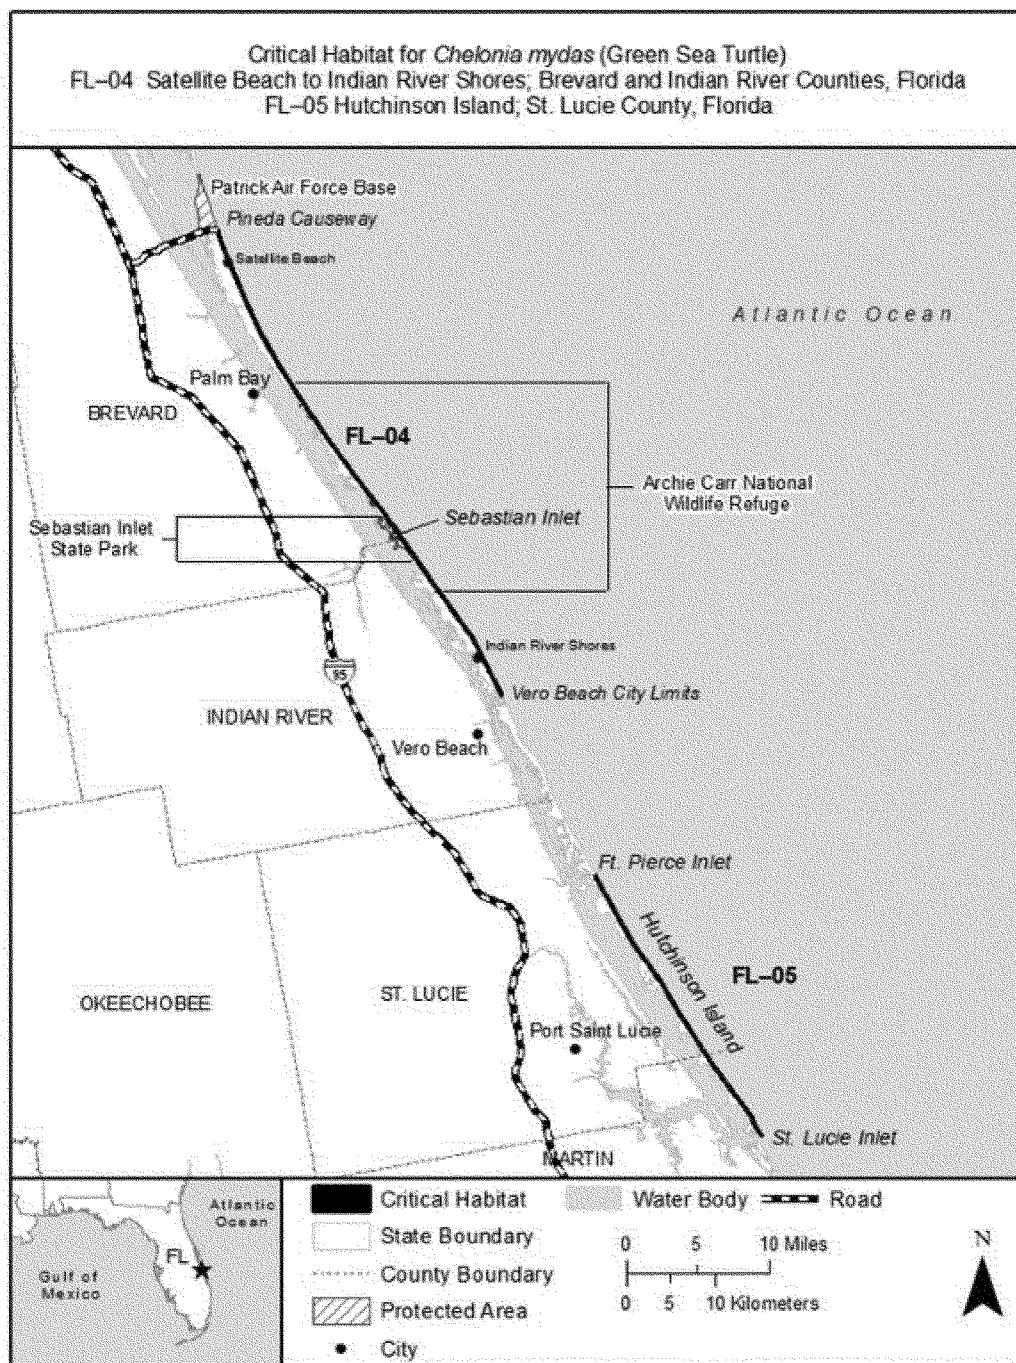 Critical Habitat for Chelonia mydas (Green Sea Turtle)
FL–04 Satellite Beach to Indian River Shores; Brevard and Indian River Counties, Florida
FL–05 Hutchinson Island; St. Lucie County, Florida
Patrick Air Force Base
Pineda Causeway
Satellite Beach
Atlantic Ocean
Palm Bay
BREVARD
FL–04
Archie Carr National
Wildlife Refuge
Sebastian Inlet
Sebastian Inlet
State Park
Indian River Shores
95
Vero Beach City Limits
INDIAN RIVER
Vero Beach
Ft. Pierce Inlet
Hutchinson Island
FL–05
OKEECHOBEE
ST. LUCIE
Port Saint Lucie
St. Lucie Inlet
MARTIN
Atlantic
Ocean
FL
Gulf of
Mexico
Critical Habitat
Water Body
Road
State Boundary
County Boundary
Protected Area
City
0 5 10 Miles
0 5 10 Kilometers
N